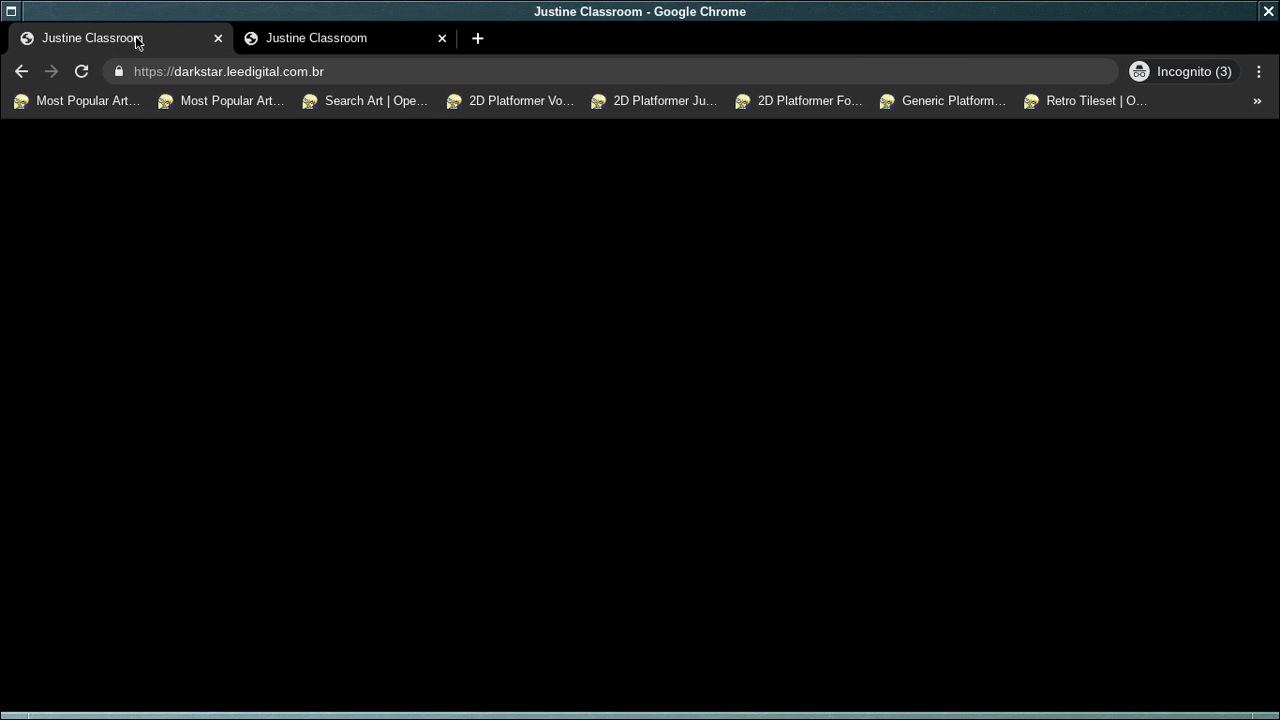 Justine Classroom - Google Chrome
Justine Classroom
Justine Classroom
https://darkstar.leedigital.com.br
Incognito (3)
Most Popular Art…
Most Popular Art…
Search Art | Ope…
2D Platformer Vo…
2D Platformer Ju…
2D Platformer Fo…
Generic Platform…
Retro Tileset | O…